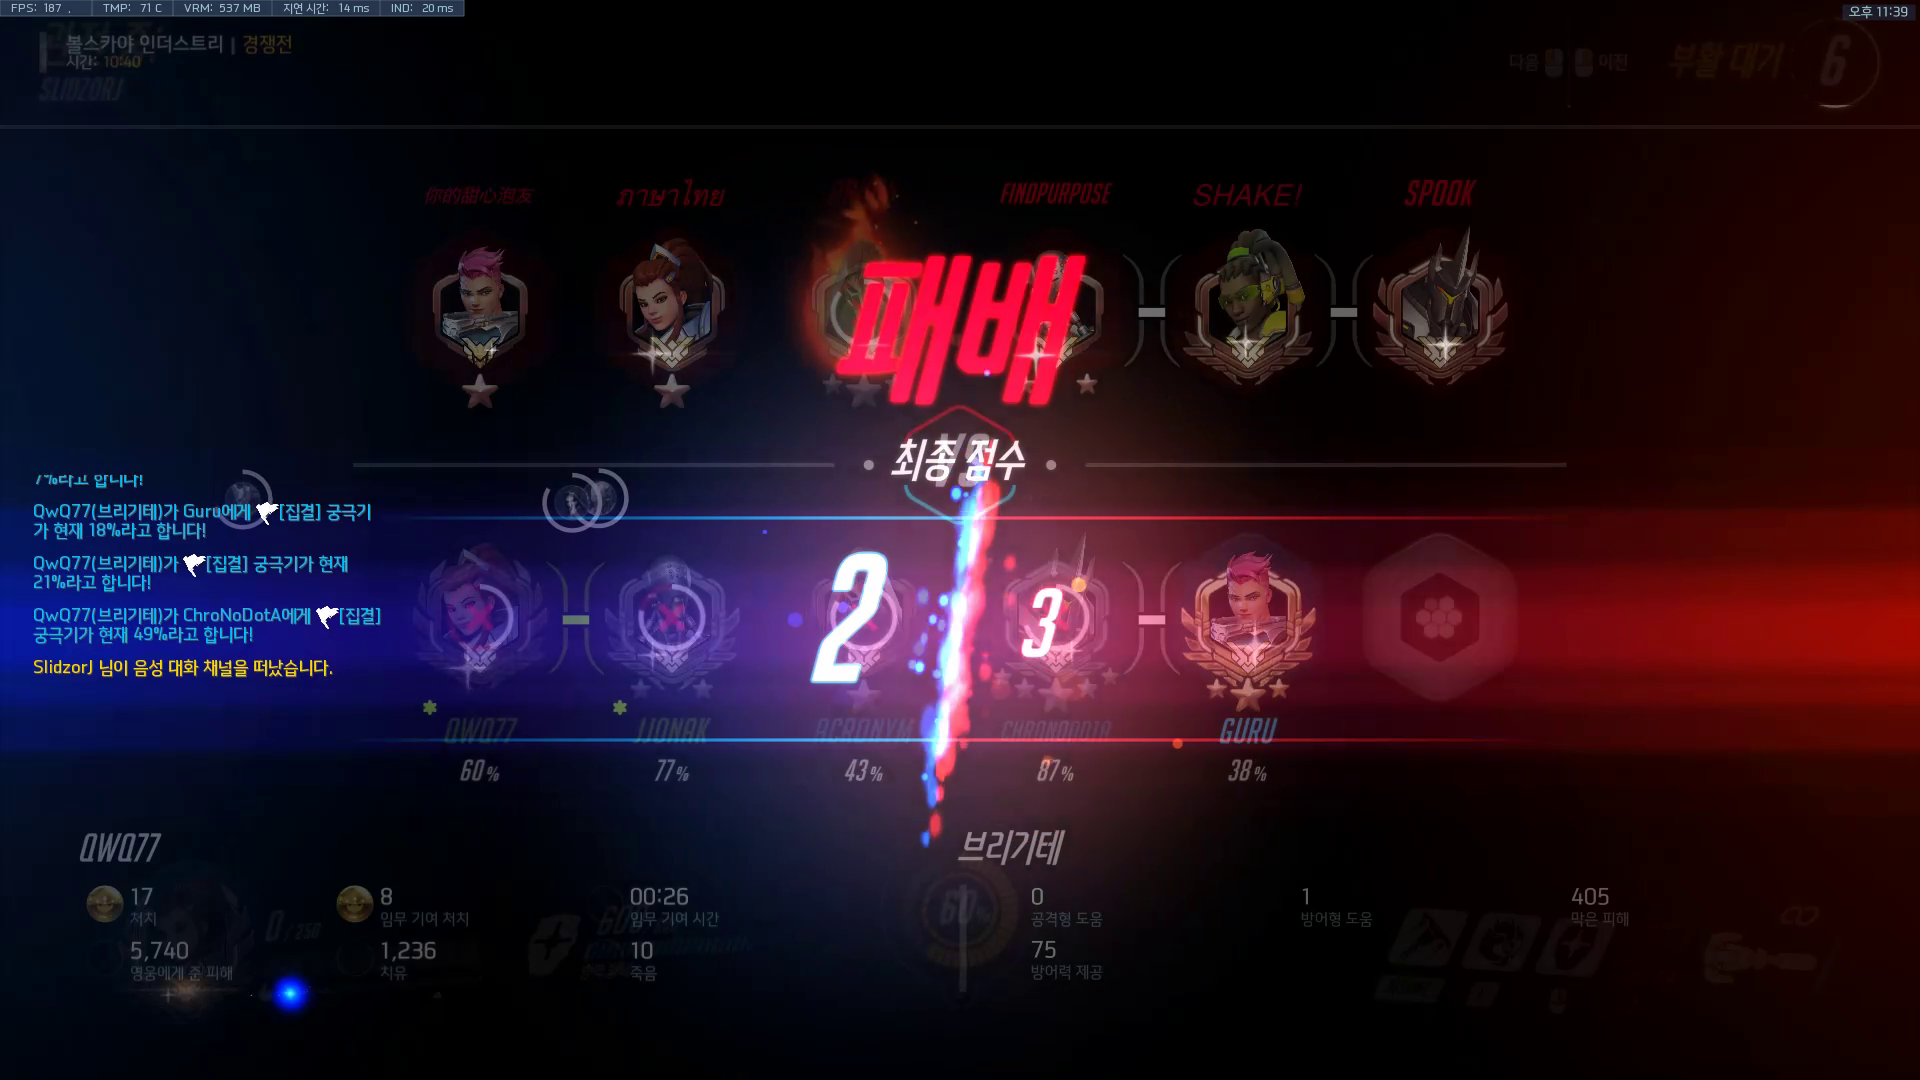 FPS: 187 TMP: 71 C VRM: 537 MB 지연 시간: 14 ms IND: 20 ms
오후 11:39
볼스카야 인더스트리 | 경쟁전
시간: 10:40
SLIDZORJ
다음 이전 부활 대기 6
你的甜心泡友 ภาษาไทย FINDPURPOSE SHAKE! SPOOK
패배
VS
최종 점수
7%라고 합니다!
QwQ77(브리기테)가 Guru에게 [집결] 궁극기
가 현재 18%라고 합니다!
QwQ77(브리기테)가 [집결] 궁극기가 현재
21%라고 합니다!
QwQ77(브리기테)가 ChroNoDotA에게 [집결]
궁극기가 현재 49%라고 합니다!
SlidzorJ 님이 음성 대화 채널을 떠났습니다.
2 3
QWQ77 JJONAK ACRONYM CHRONODOTA GURU
60% 77% 43% 87% 38%
QWQ77 브리기테
17 8 00:26 0 1 405
처치 임무 기여 처치 임무 기여 시간 공격형 도움 방어형 도움 막은 피해
5,740 1,236 10 75
영웅에게 준 피해 치유 죽음 방어력 제공
0/250
60%